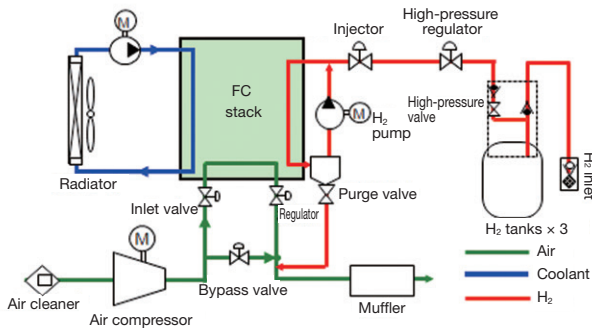 High-pressure
regulator
Injector
M
FC
stack
High-pressure
valve
M
H₂
pump
H₂ inlet
Radiator
Purge valve
Inlet valve
Regulator
H₂ tanks × 3
M
Air
Bypass valve
Coolant
Air cleaner
Muffler
H₂
Air compressor